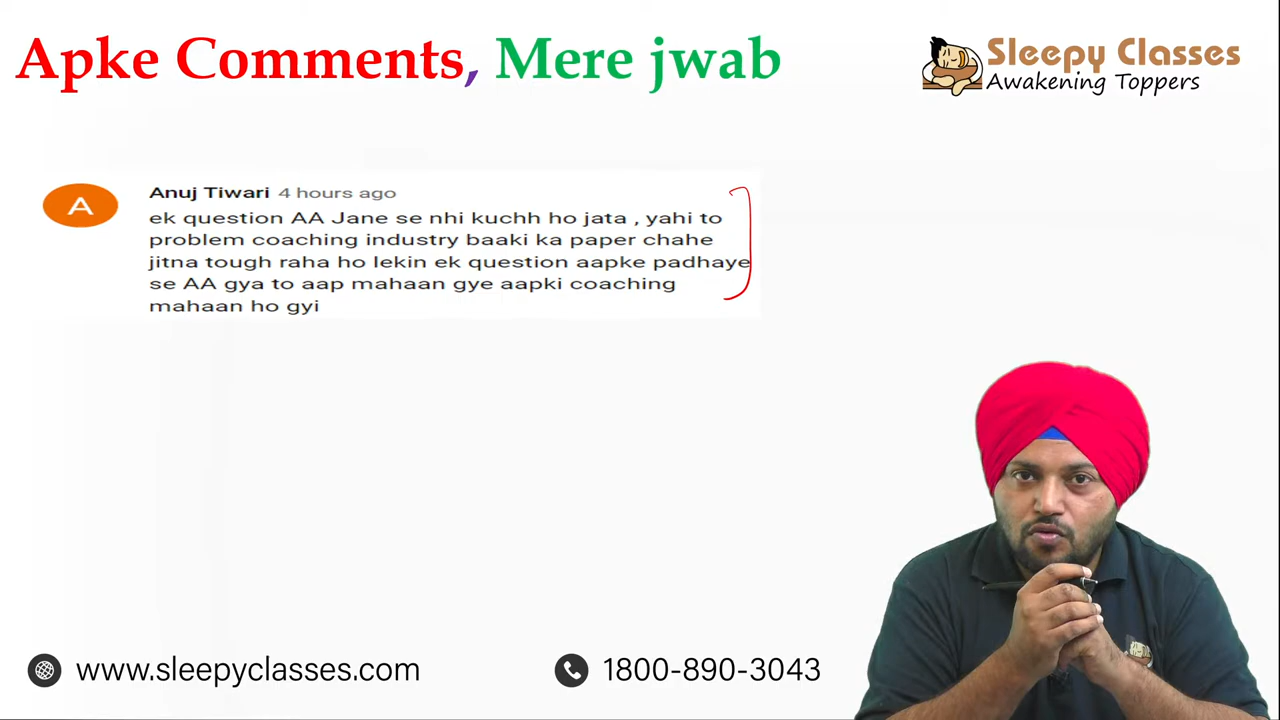 Apke Comments, Mere jwab
Sleepy Classes
Awakening Toppers
A
Anuj Tiwari 4 hours ago
ek question AA Jane se nhi kuchh ho jata , yahi to
problem coaching industry baaki ka paper chahe
jitna tough raha ho lekin ek question aapke padhaye
se AA gya to aap mahaan gye aapki coaching
mahaan ho gyi
www.sleepyclasses.com
1800-890-3043